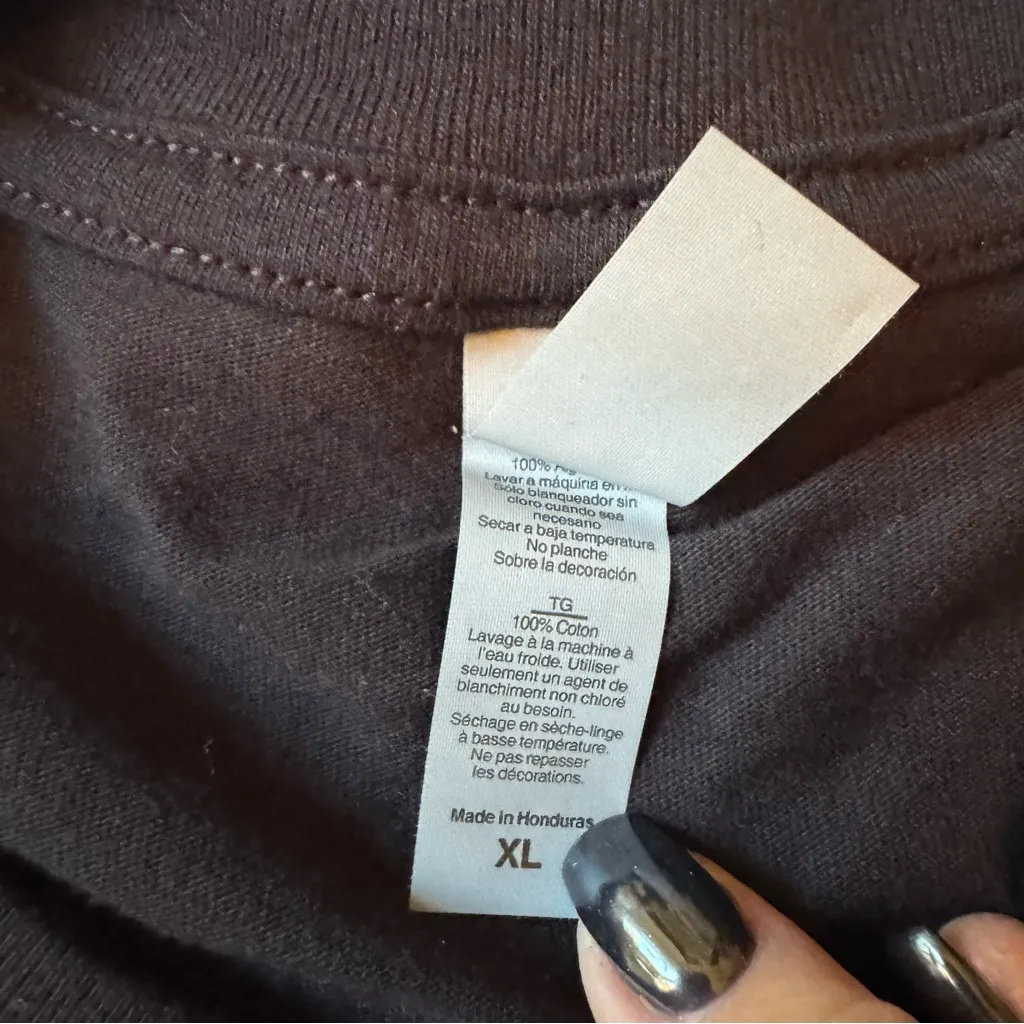 100%
Lavar a máquina en
Sólo blanqueador sin
cloro cuando sea
necesario
Secar a baja temperatura
No planche
Sobre la decoración
TG
100% Coton
Lavage à la machine à
l'eau froide. Utiliser
seulement un agent de
blanchiment non chloré
au besoin.
Séchage en sèche-linge
à basse température.
Ne pas repasser
les décorations.
Made in Honduras
XL